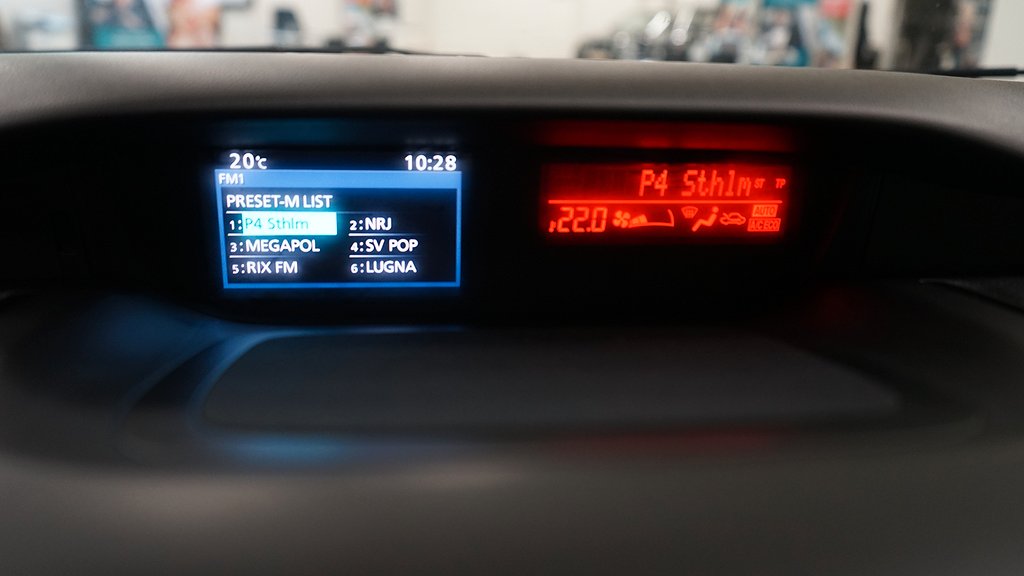 20℃ 10:28
FM1
PRESET-M LIST
1:P4 Sthlm 2:NRJ
3:MEGAPOL 4:SV POP
5:RIX FM 6:LUGNA
P4 Sthlm ST TP
22.0 AUTO
A/C ECO